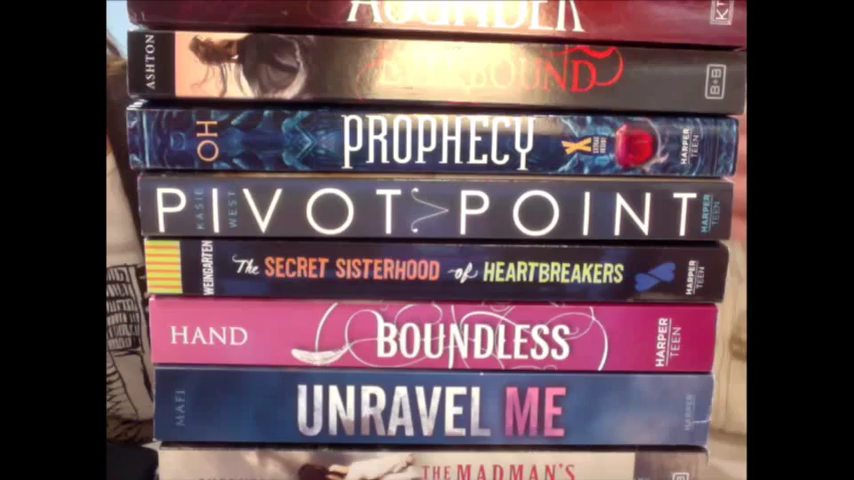 ASHTON BOUND B+B
OH PROPHECY HARPER TEEN
KASIE WEST PIVOT POINT HARPER TEEN
WEINGARTEN The SECRET SISTERHOOD of HEARTBREAKERS HARPER TEEN
HAND BOUNDLESS HARPER TEEN
MAFI UNRAVEL ME HARPER
THE MADMAN'S